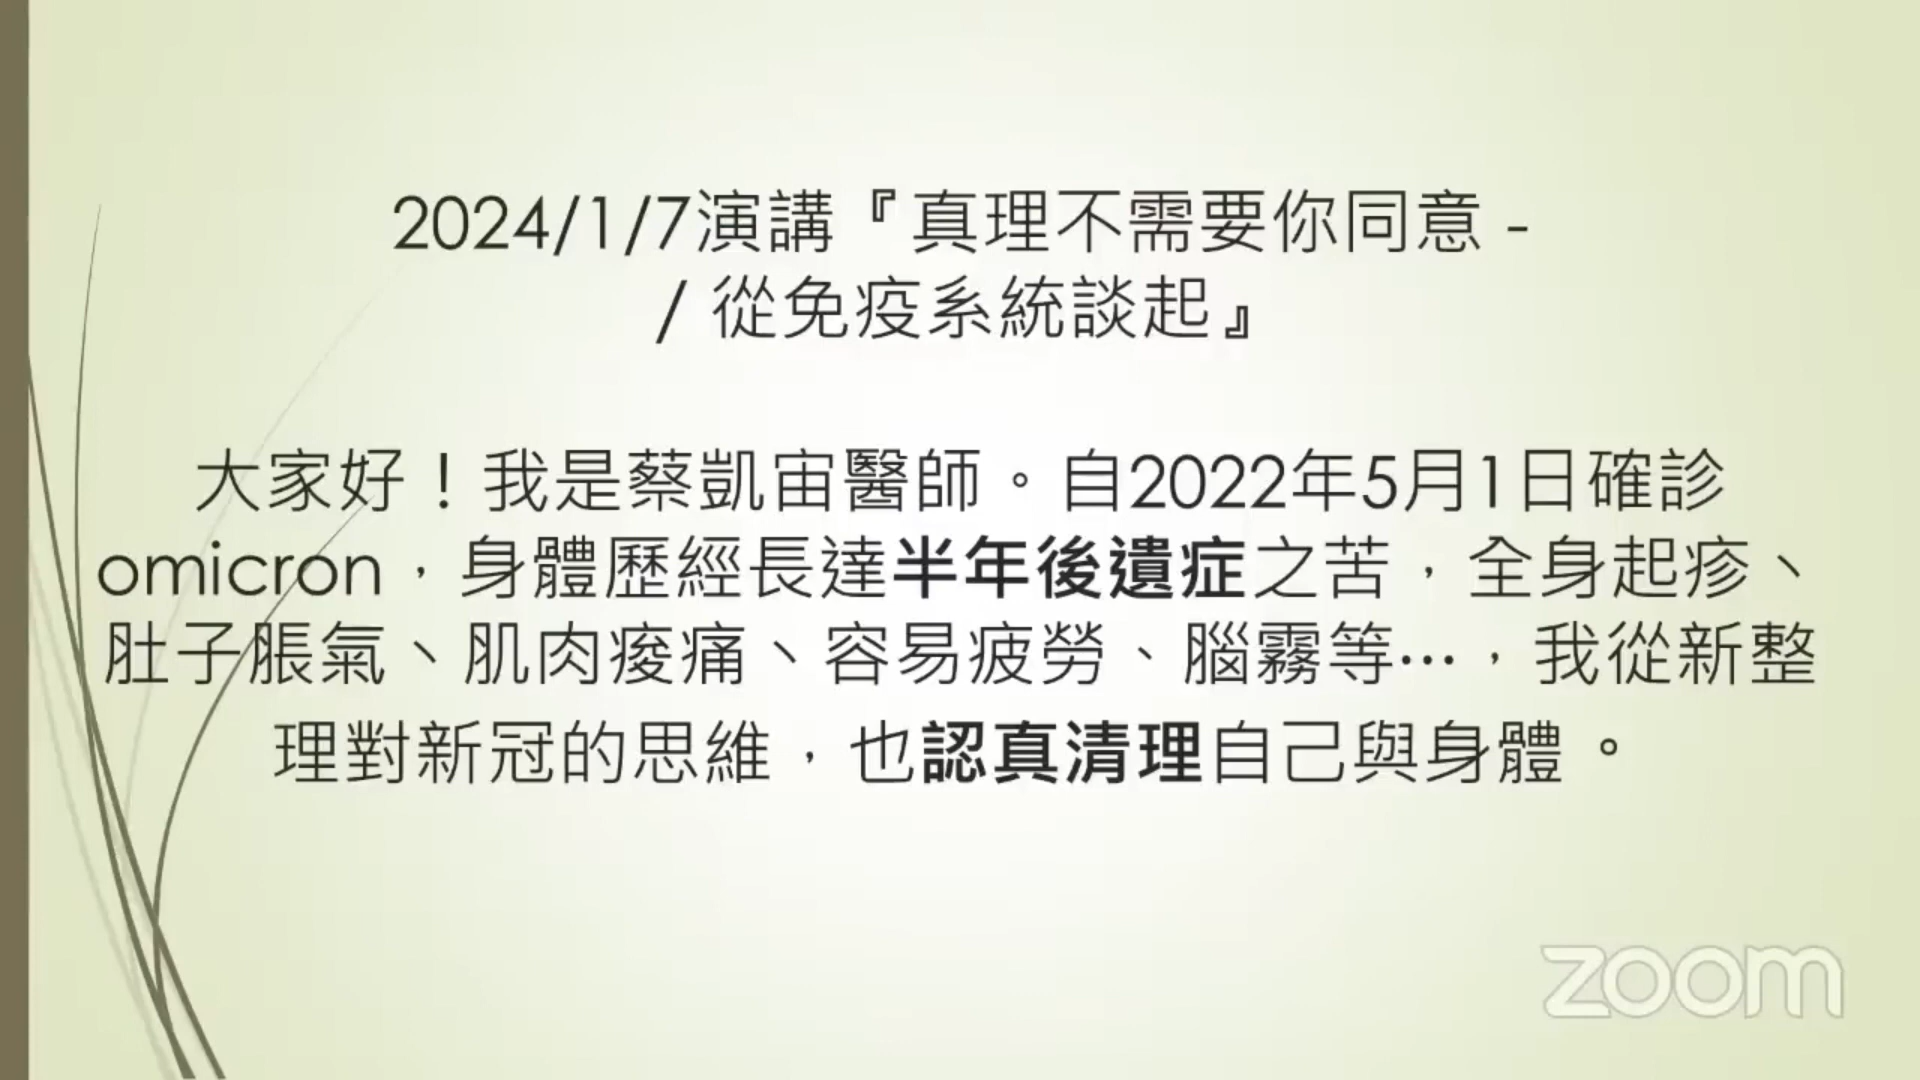 2024/1/7演講『真理不需要你同意 -
/ 從免疫系統談起』
大家好！我是蔡凱宙醫師。自2022年5月1日確診
omicron，身體歷經長達半年後遺症之苦，全身起疹、
肚子脹氣、肌肉痠痛、容易疲勞、腦霧等…，我從新整
理對新冠的思維，也認真清理自己與身體。
zoom